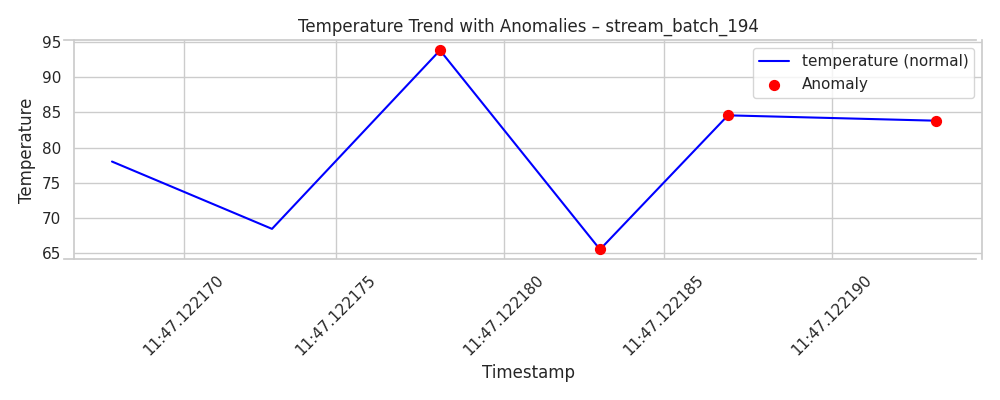 Temperature Trend with Anomalies – stream_batch_194
95
90
85
80
75
70
65
Temperature
temperature (normal)
Anomaly
11:47.122170
11:47.122175
11:47.122180
11:47.122185
11:47.122190
Timestamp